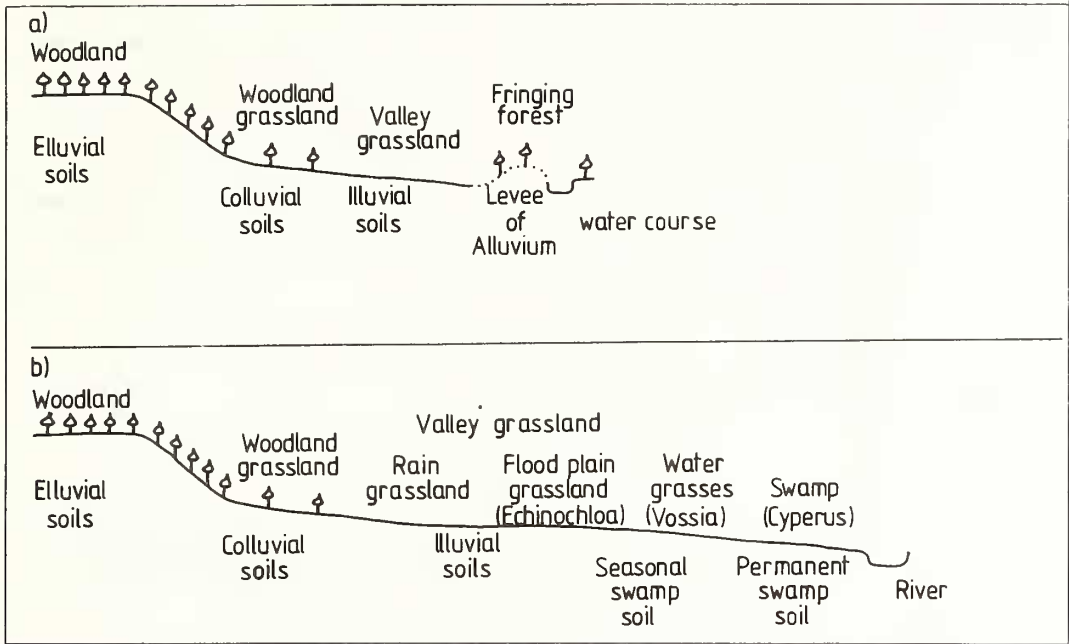 a)
Woodland
Woodland
grassland
Valley
grassland
Fringing
forest
Elluvial
soils
Colluvial
soils
Illuvial
soils
Levee
of
Alluvium
water course
b)
Woodland
Valley grassland
Woodland
grassland
Rain
grassland
Flood plain
grassland
(Echinochloa)
Water
grasses
(Vossia)
Swamp
(Cyperus)
Elluvial
soils
Colluvial
soils
Illuvial
soils
Seasonal
swamp
soil
Permanent
swamp
soil
River